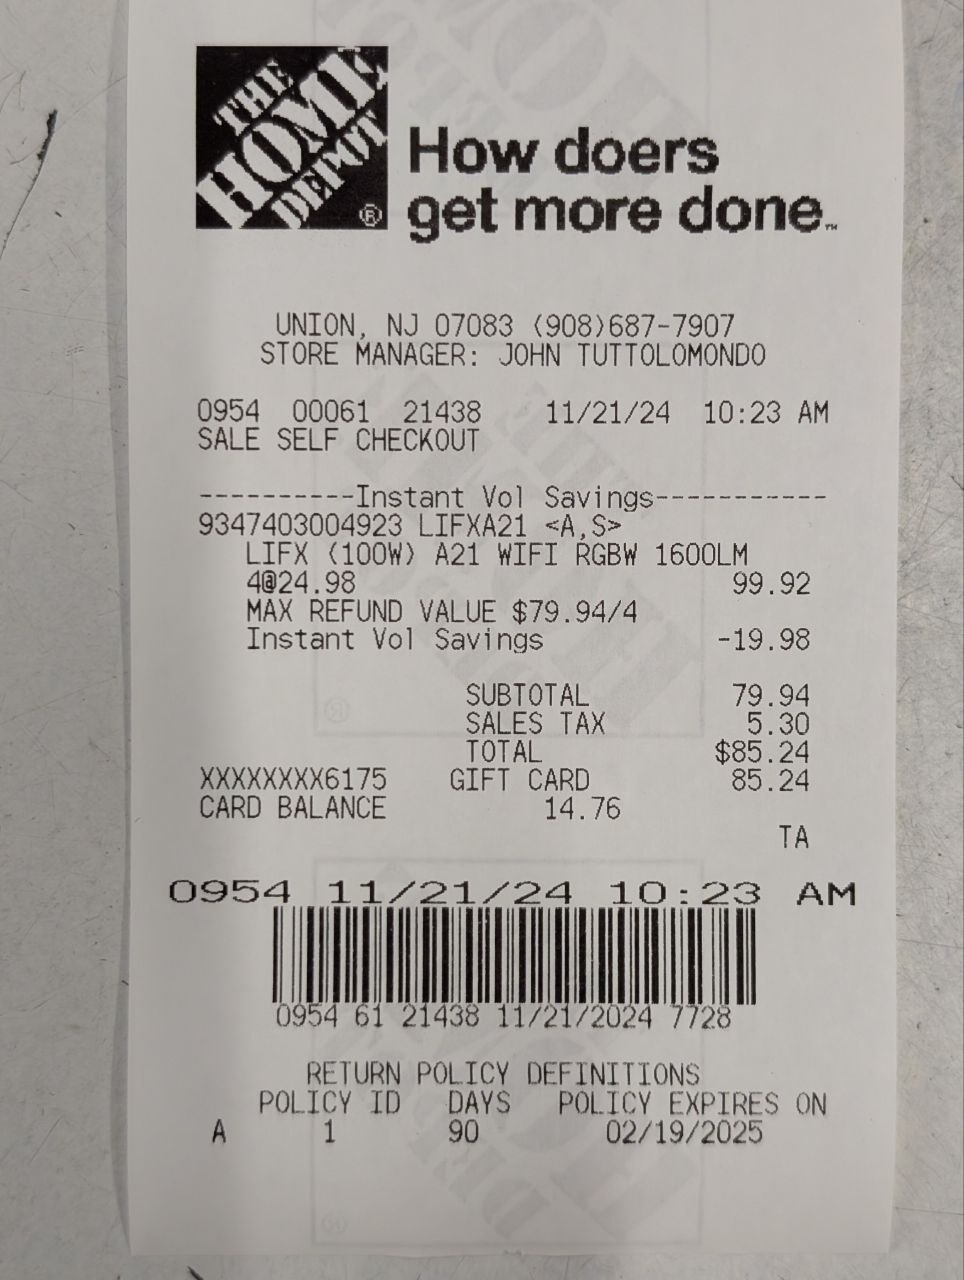 THE
HOME
DEPOT
®
How doers
get more done™
UNION, NJ 07083 (908)687-7907
STORE MANAGER: JOHN TUTTOLOMONDO
0954 00061 21438 11/21/24 10:23 AM
SALE SELF CHECKOUT
----------Instant Vol Savings-----------
9347403004923 LIFXA21 <A,S>
LIFX (100W) A21 WIFI RGBW 1600LM
4@24.98 99.92
MAX REFUND VALUE $79.94/4
Instant Vol Savings -19.98
SUBTOTAL 79.94
SALES TAX 5.30
TOTAL $85.24
XXXXXXXX6175 GIFT CARD 85.24
CARD BALANCE 14.76
TA
0954 11/21/24 10:23 AM
0954 61 21438 11/21/2024 7728
RETURN POLICY DEFINITIONS
POLICY ID DAYS POLICY EXPIRES ON
A 1 90 02/19/2025